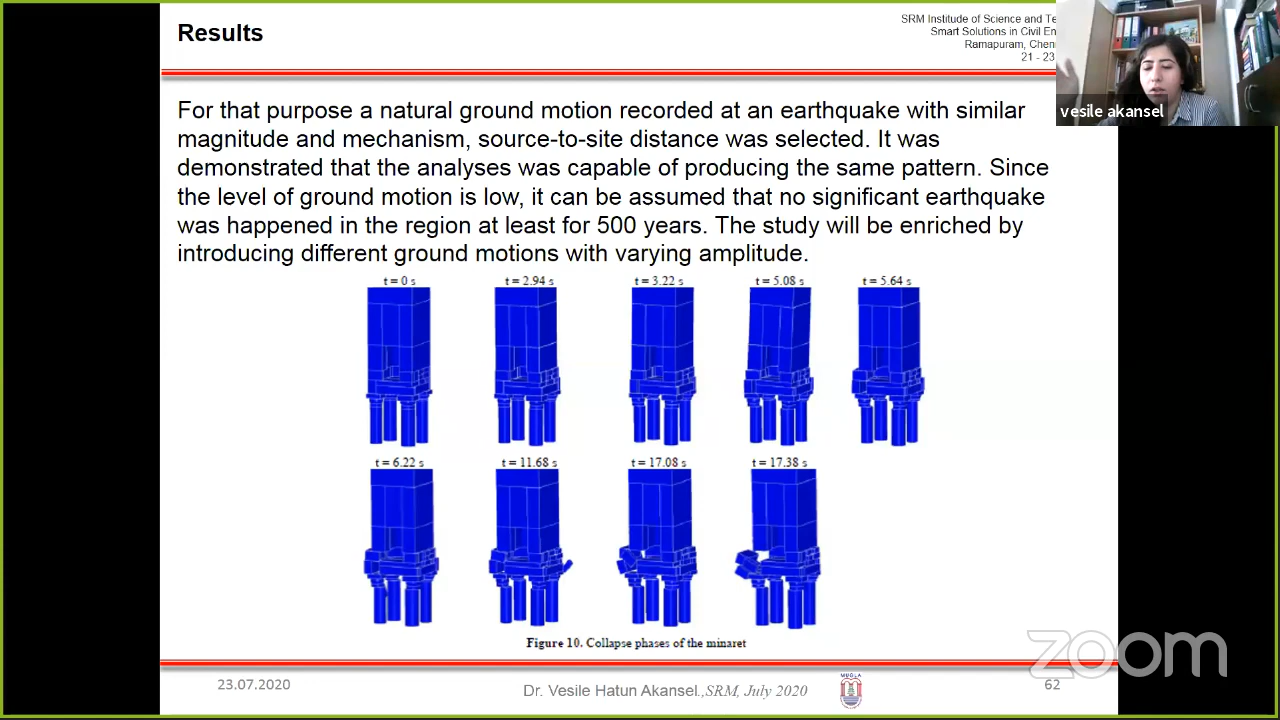 Results
SRM Institude of Science and Te
Smart Solutions in Civil En
Ramapuram, Chen
21 - 23
vesile akansel
For that purpose a natural ground motion recorded at an earthquake with similar
magnitude and mechanism, source-to-site distance was selected. It was
demonstrated that the analyses was capable of producing the same pattern. Since
the level of ground motion is low, it can be assumed that no significant earthquake
was happened in the region at least for 500 years. The study will be enriched by
introducing different ground motions with varying amplitude.
t = 0 s t = 2.94 s t = 3.22 s t = 5.08 s t = 5.64 s
t = 6.22 s t = 11.68 s t = 17.08 s t = 17.38 s
Figure 10. Collapse phases of the minaret
zoom
23.07.2020
Dr. Vesile Hatun Akansel.,SRM, July 2020
MUĞLA
62